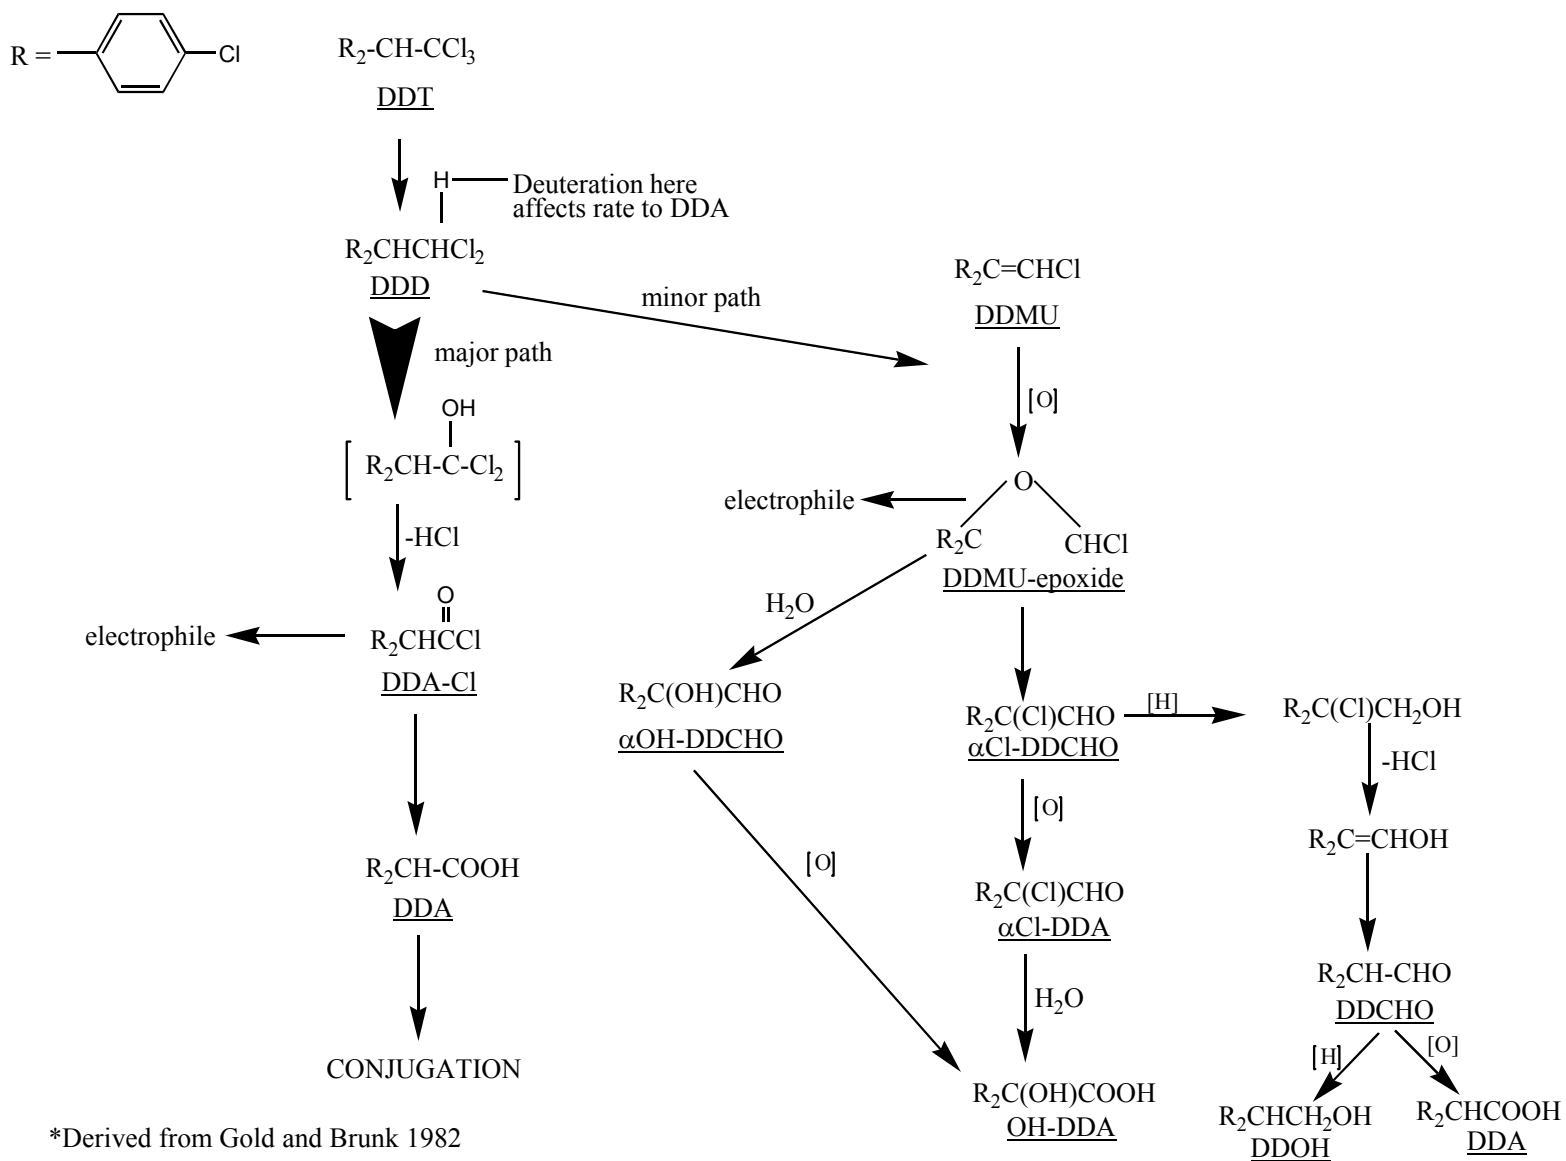 R =
Cl
R₂-CH-CCl₃
DDT
H
Deuteration here
affects rate to DDA
R₂CHCHCl₂
DDD
minor path
R₂C=CHCl
DDMU
major path
[O]
OH
R₂CH-C-Cl₂
O
electrophile
R₂C
CHCl
DDMU-epoxide
-HCl
H₂O
O
electrophile
R₂CHCCl
DDA-Cl
R₂C(OH)CHO
αOH-DDCHO
R₂C(Cl)CHO
αCl-DDCHO
[H]
R₂C(Cl)CH₂OH
-HCl
[O]
R₂C=CHOH
R₂CH-COOH
DDA
[O]
R₂C(Cl)CHO
αCl-DDA
R₂CH-CHO
DDCHO
H₂O
[H]
[O]
CONJUGATION
R₂C(OH)COOH
OH-DDA
R₂CHCH₂OH
DDOH
R₂CHCOOH
DDA
*Derived from Gold and Brunk 1982